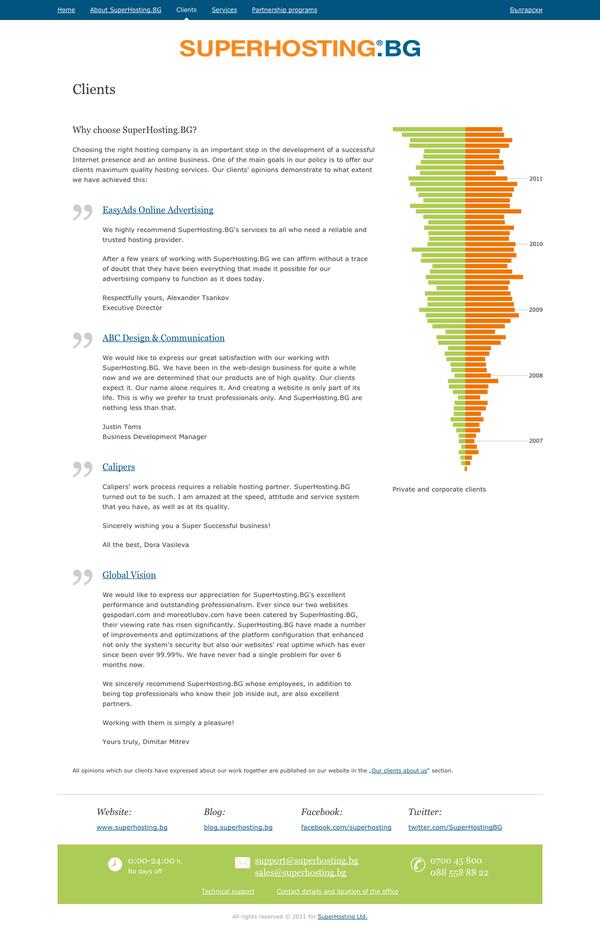 Home
About SuperHosting.BG
Clients
Services
Partnership programs
Български
SUPERHOSTING®:BG
Clients
Why choose SuperHosting.BG?
Choosing the right hosting company is an important step in the development of a successful
Internet presence and an online business. One of the main goals in our policy is to offer our
clients maximum quality hosting services. Our clients' opinions demonstrate to what extent
we have achieved this:
EasyAds Online Advertising
We highly recommend SuperHosting.BG's services to all who need a reliable and
trusted hosting provider.
After a few years of working with SuperHosting.BG we can affirm without a trace
of doubt that they have been everything that made it possible for our
advertising company to function as it does today.
Respectfully yours, Alexander Tsankov
Executive Director
ABC Design & Communication
We would like to express our great satisfaction with our working with
SuperHosting.BG. We have been in the web-design business for quite a while
now and we are determined that our products are of high quality. Our clients
expect it. Our name alone requires it. And creating a website is only part of its
life. This is why we prefer to trust professionals only. And SuperHosting.BG are
nothing less than that.
Justin Toms
Business Development Manager
Calipers
Calipers' work process requires a reliable hosting partner. SuperHosting.BG
turned out to be such. I am amazed at the speed, attitude and service system
that you have, as well as at its quality.
Sincerely wishing you a Super Successful business!
All the best, Dora Vasileva
Global Vision
We would like to express our appreciation for SuperHosting.BG's excellent
performance and outstanding professionalism. Ever since our two websites
gospodari.com and moreotlubov.com have been catered by SuperHosting.BG,
their viewing rate has risen significantly. SuperHosting.BG have made a number
of improvements and optimizations of the platform configuration that enhanced
not only the system's security but also our websites' real uptime which has ever
since been over 99.99%. We have never had a single problem for over 6
months now.
We sincerely recommend SuperHosting.BG whose employees, in addition to
being top professionals who know their job inside out, are also excellent
partners.
Working with them is simply a pleasure!
Yours truly, Dimitar Mitrev
2011
2010
2009
2008
2007
Private and corporate clients
All opinions which our clients have expressed about our work together are published on our website in the „Our clients about us" section.
Website:
www.superhosting.bg
Blog:
blog.superhosting.bg
Facebook:
facebook.com/superhosting
Twitter:
twitter.com/SuperHostingBG
0:00-24:00 h.
No days off
support@superhosting.bg
sales@superhosting.bg
0700 45 800
088 558 88 22
Technical support
Contact details and location of the office
All rights reserved © 2011 for SuperHosting Ltd.